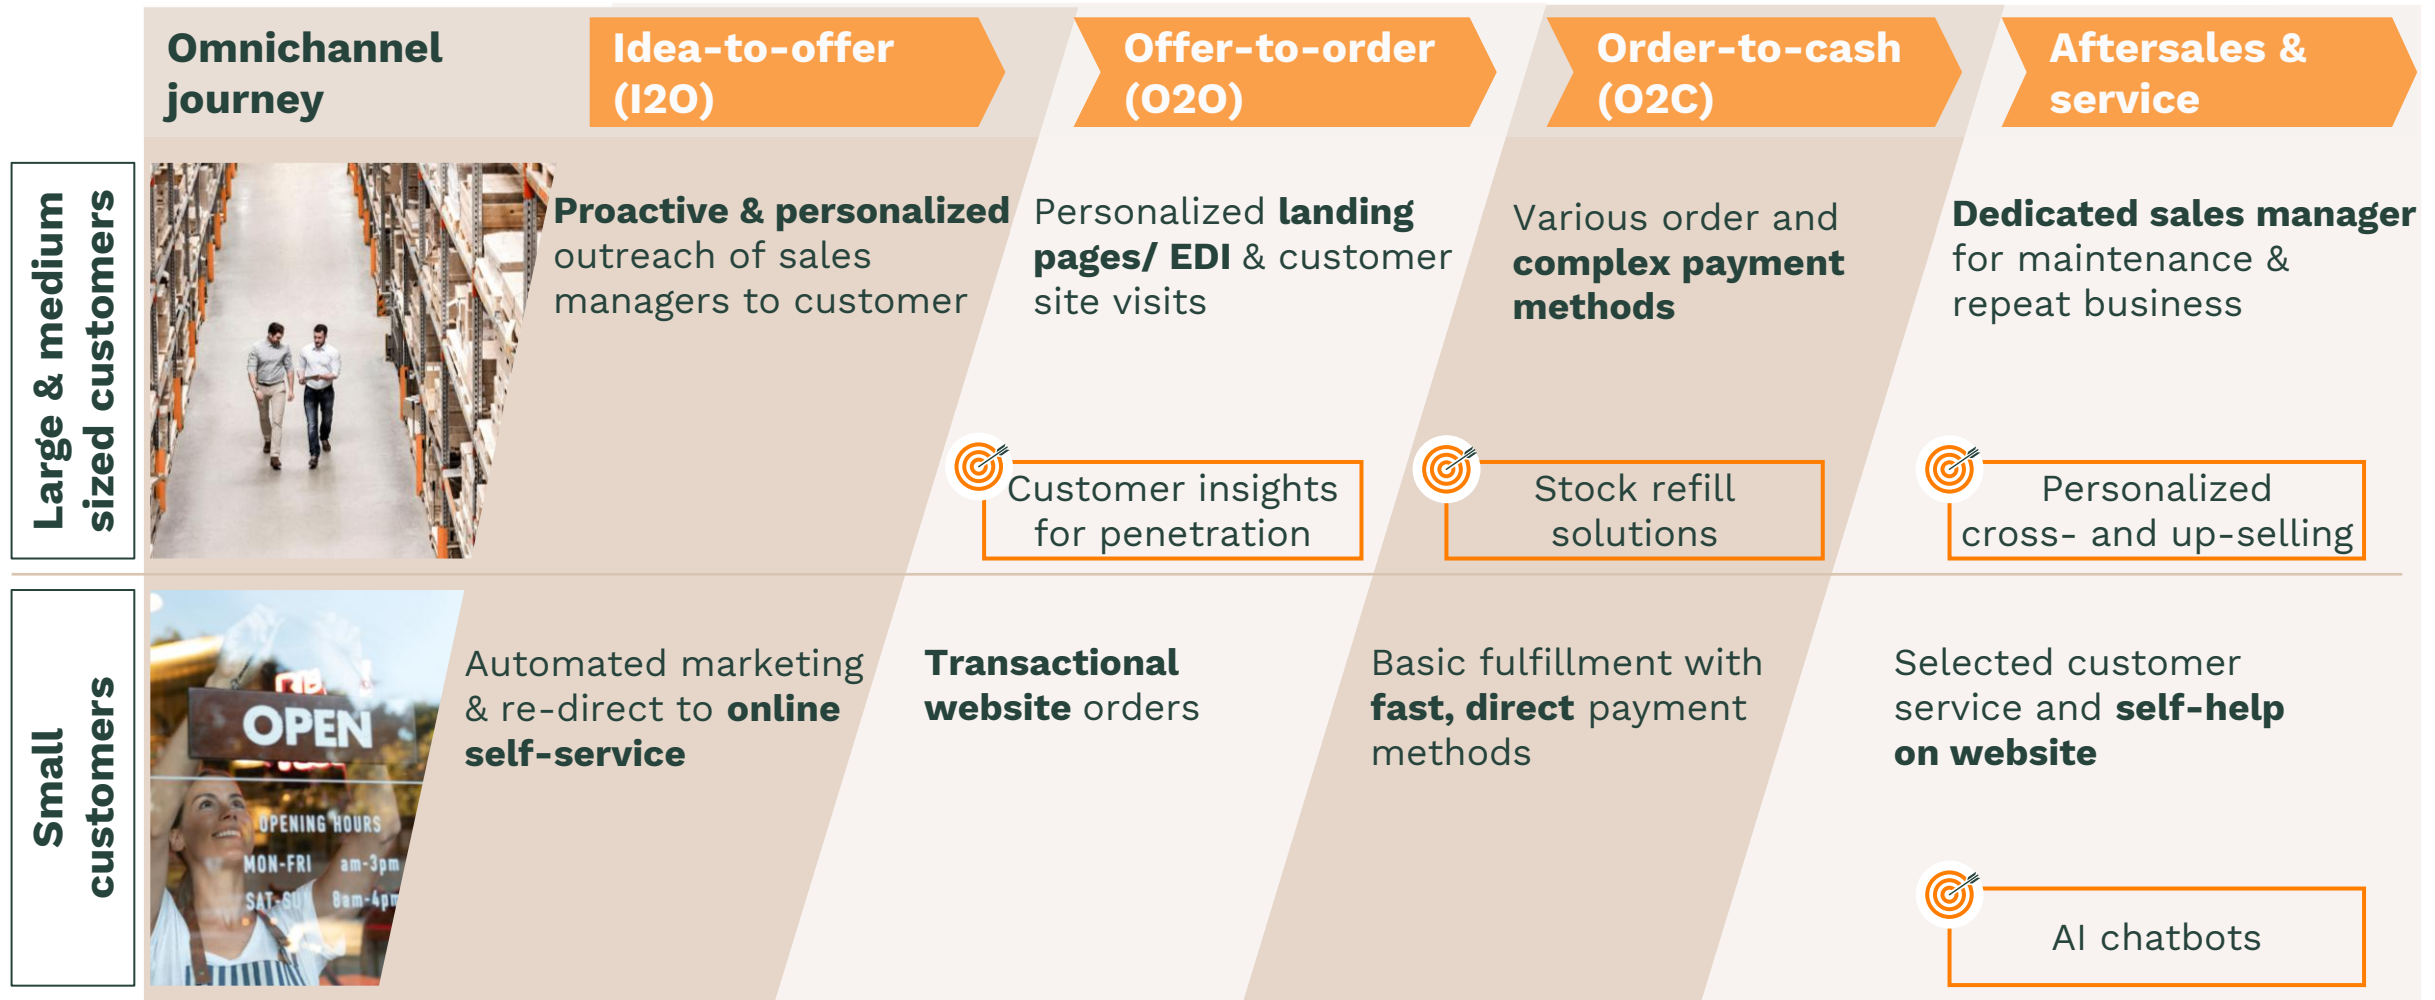 Omnichannel
journey
Idea-to-offer
(I2O)
Offer-to-order
(O2O)
Order-to-cash
(O2C)
Aftersales &
service
Large & medium
sized customers
Proactive & personalized
outreach of sales
managers to customer
Personalized landing
pages/ EDI & customer
site visits
Various order and
complex payment
methods
Dedicated sales manager
for maintenance &
repeat business
Customer insights
for penetration
Stock refill
solutions
Personalized
cross- and up-selling
Small
customers
OPEN
OPENING HOURS
MON-FRI am-3pm
SAT-SUN 8am-4pm
Automated marketing
& re-direct to online
self-service
Transactional
website orders
Basic fulfillment with
fast, direct payment
methods
Selected customer
service and self-help
on website
AI chatbots